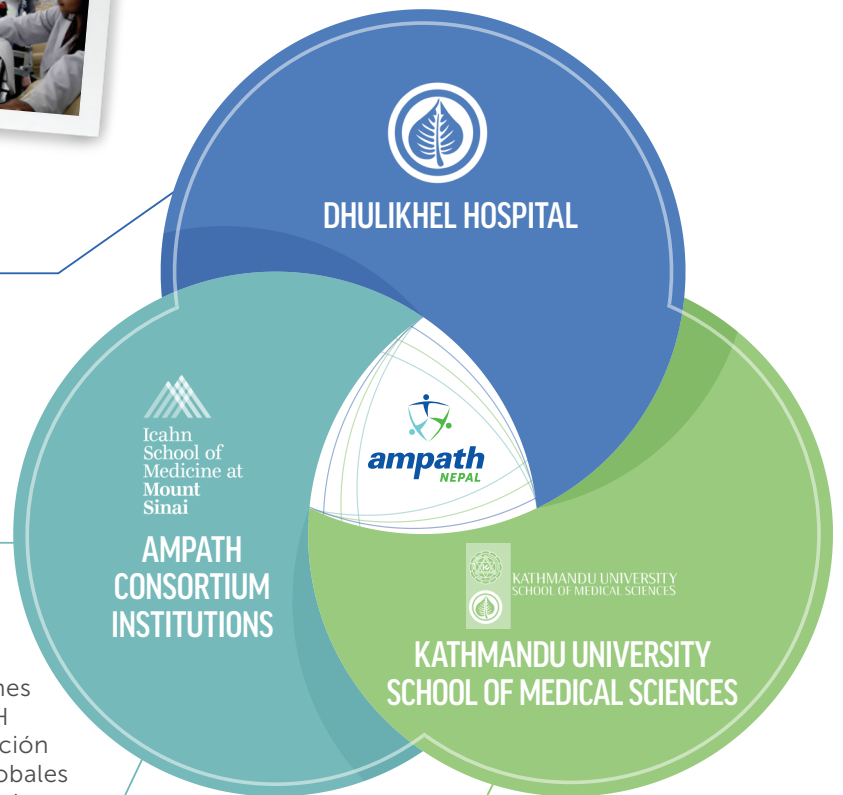 DHULIKHEL HOSPITAL
ampath
NEPAL
Icahn
School of
Medicine at
Mount
Sinai
AMPATH
CONSORTIUM
INSTITUTIONS
KATHMANDU UNIVERSITY
SCHOOL OF MEDICAL SCIENCES
KATHMANDU UNIVERSITY
SCHOOL OF MEDICAL SCIENCES
nes
H
ción
obales